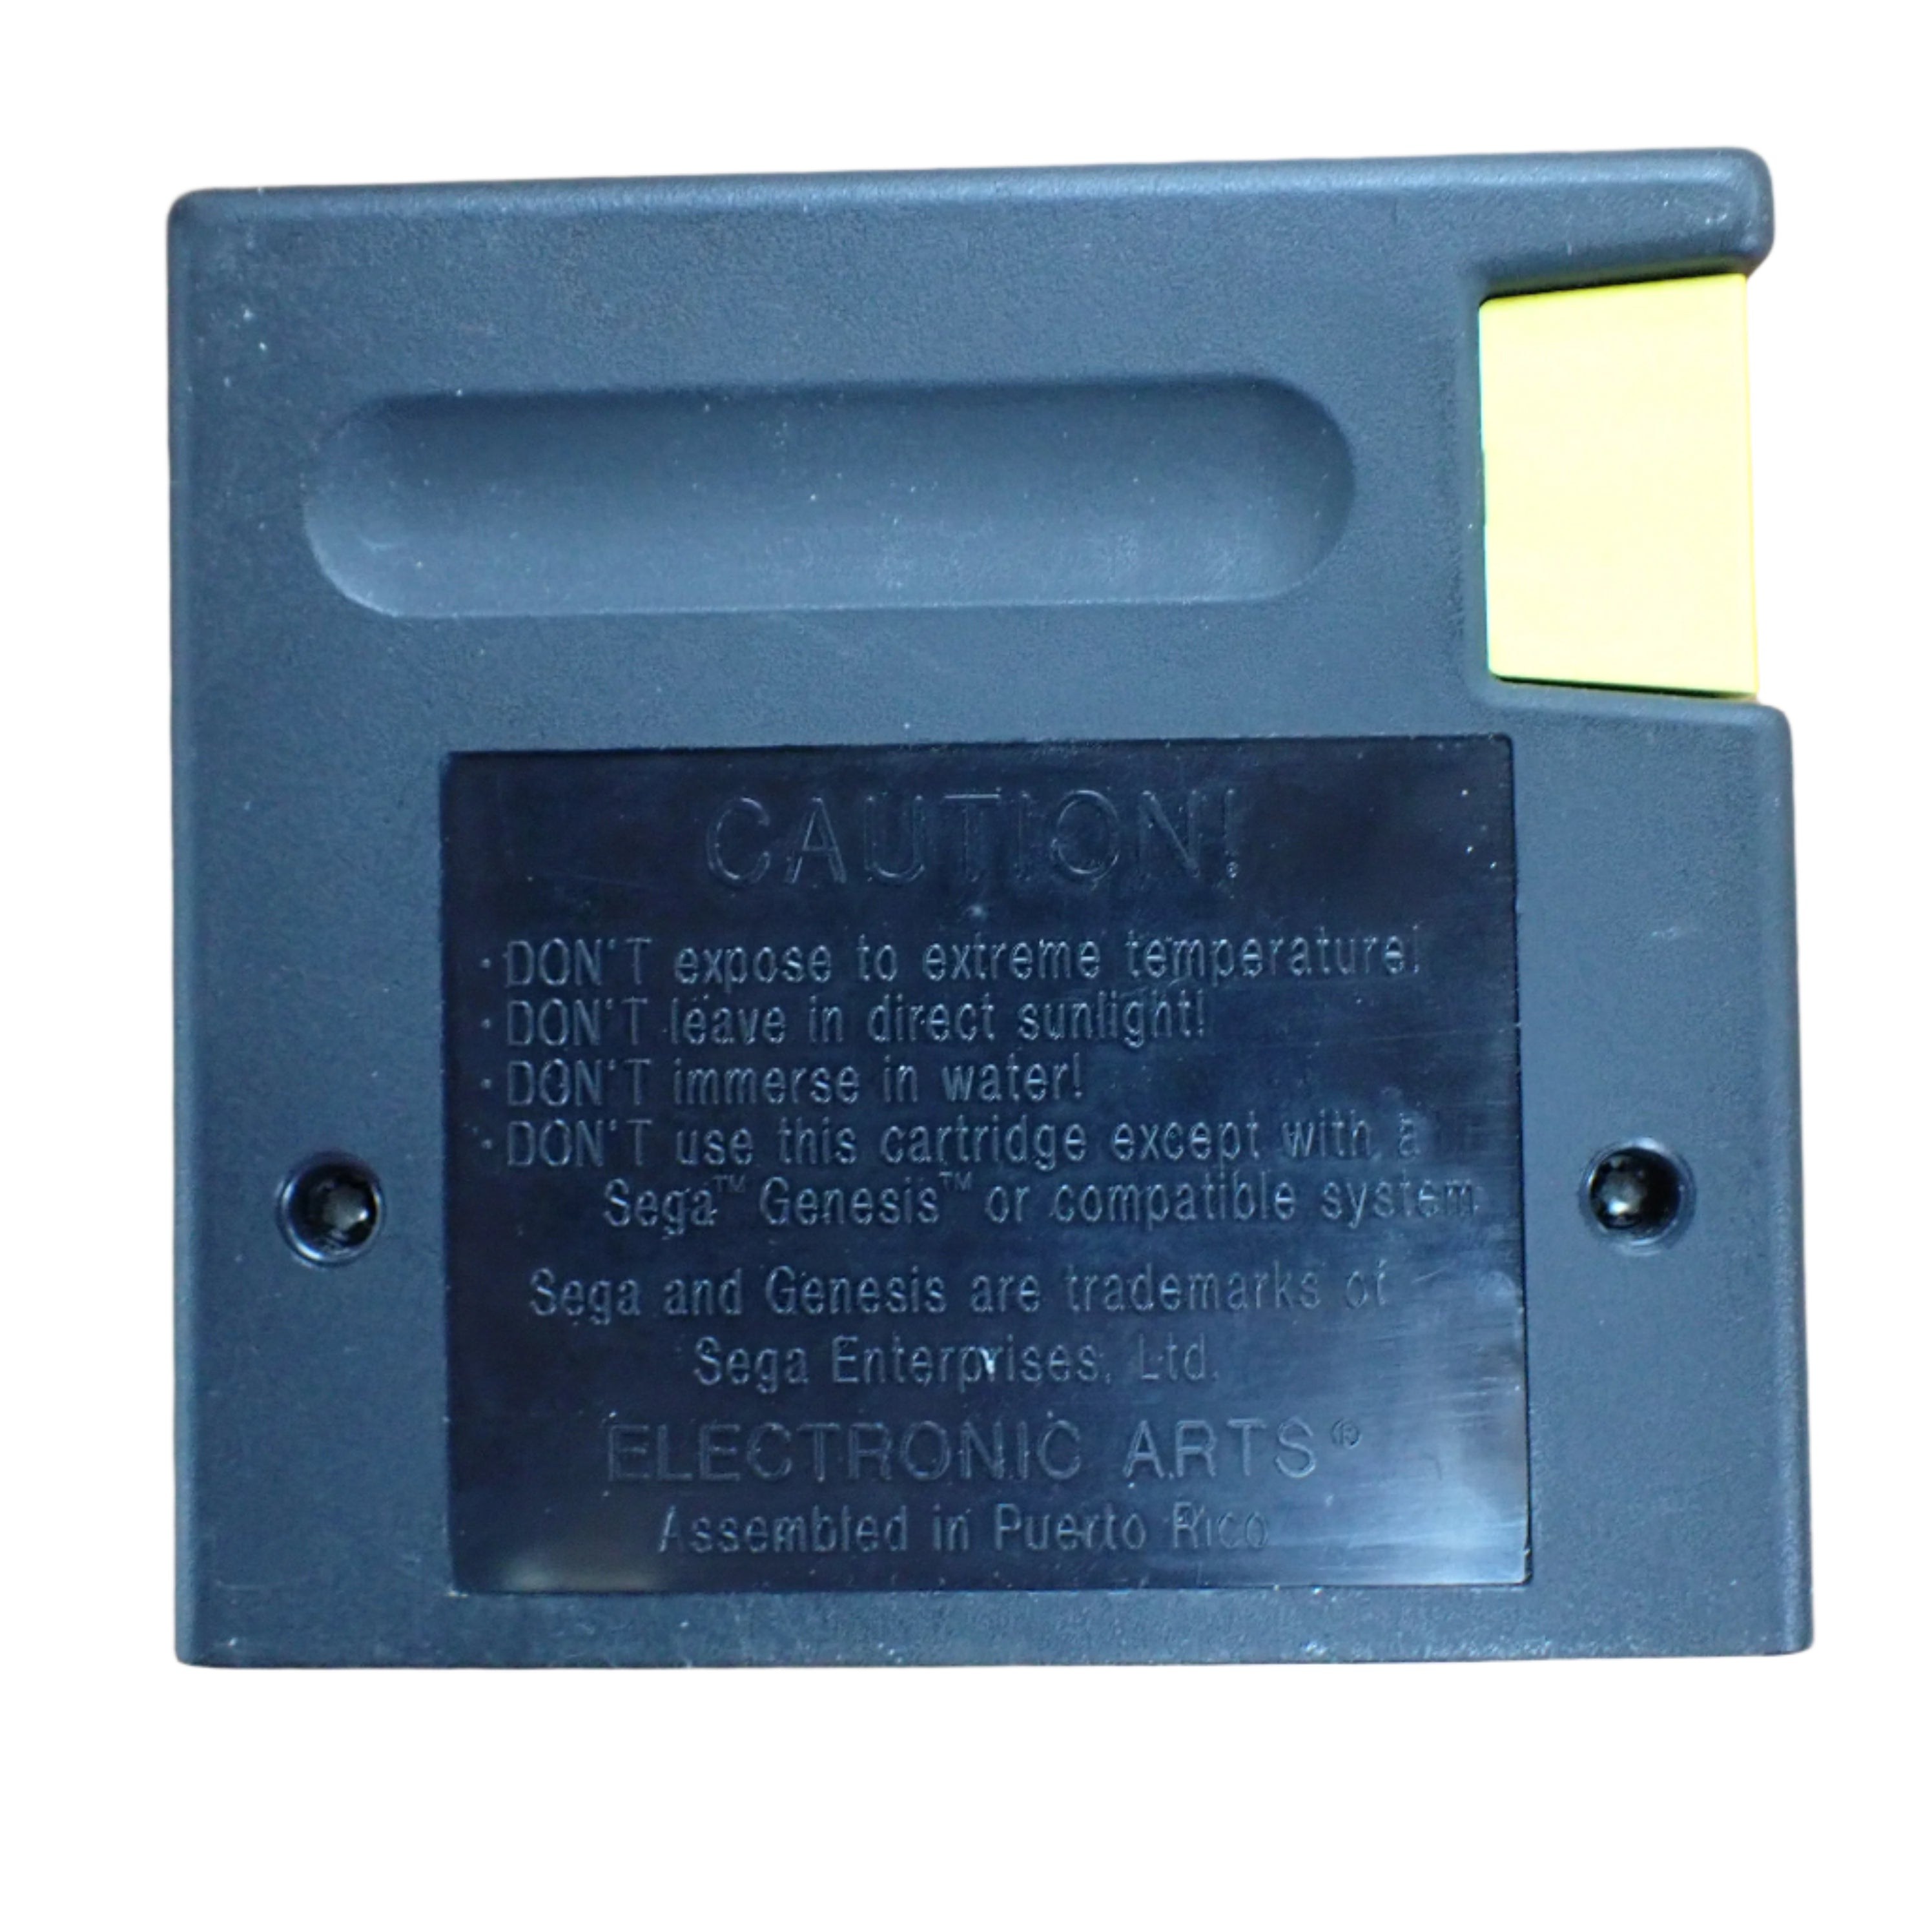 CAUTION!
·DON'T expose to extreme temperature!
·DON'T leave in direct sunlight!
·DON'T immerse in water!
·DON'T use this cartridge except with a
Sega™ Genesis™ or compatible system
Sega and Genesis are trademarks of
Sega Enterprises, Ltd.
ELECTRONIC ARTS®
Assembled in Puerto Rico